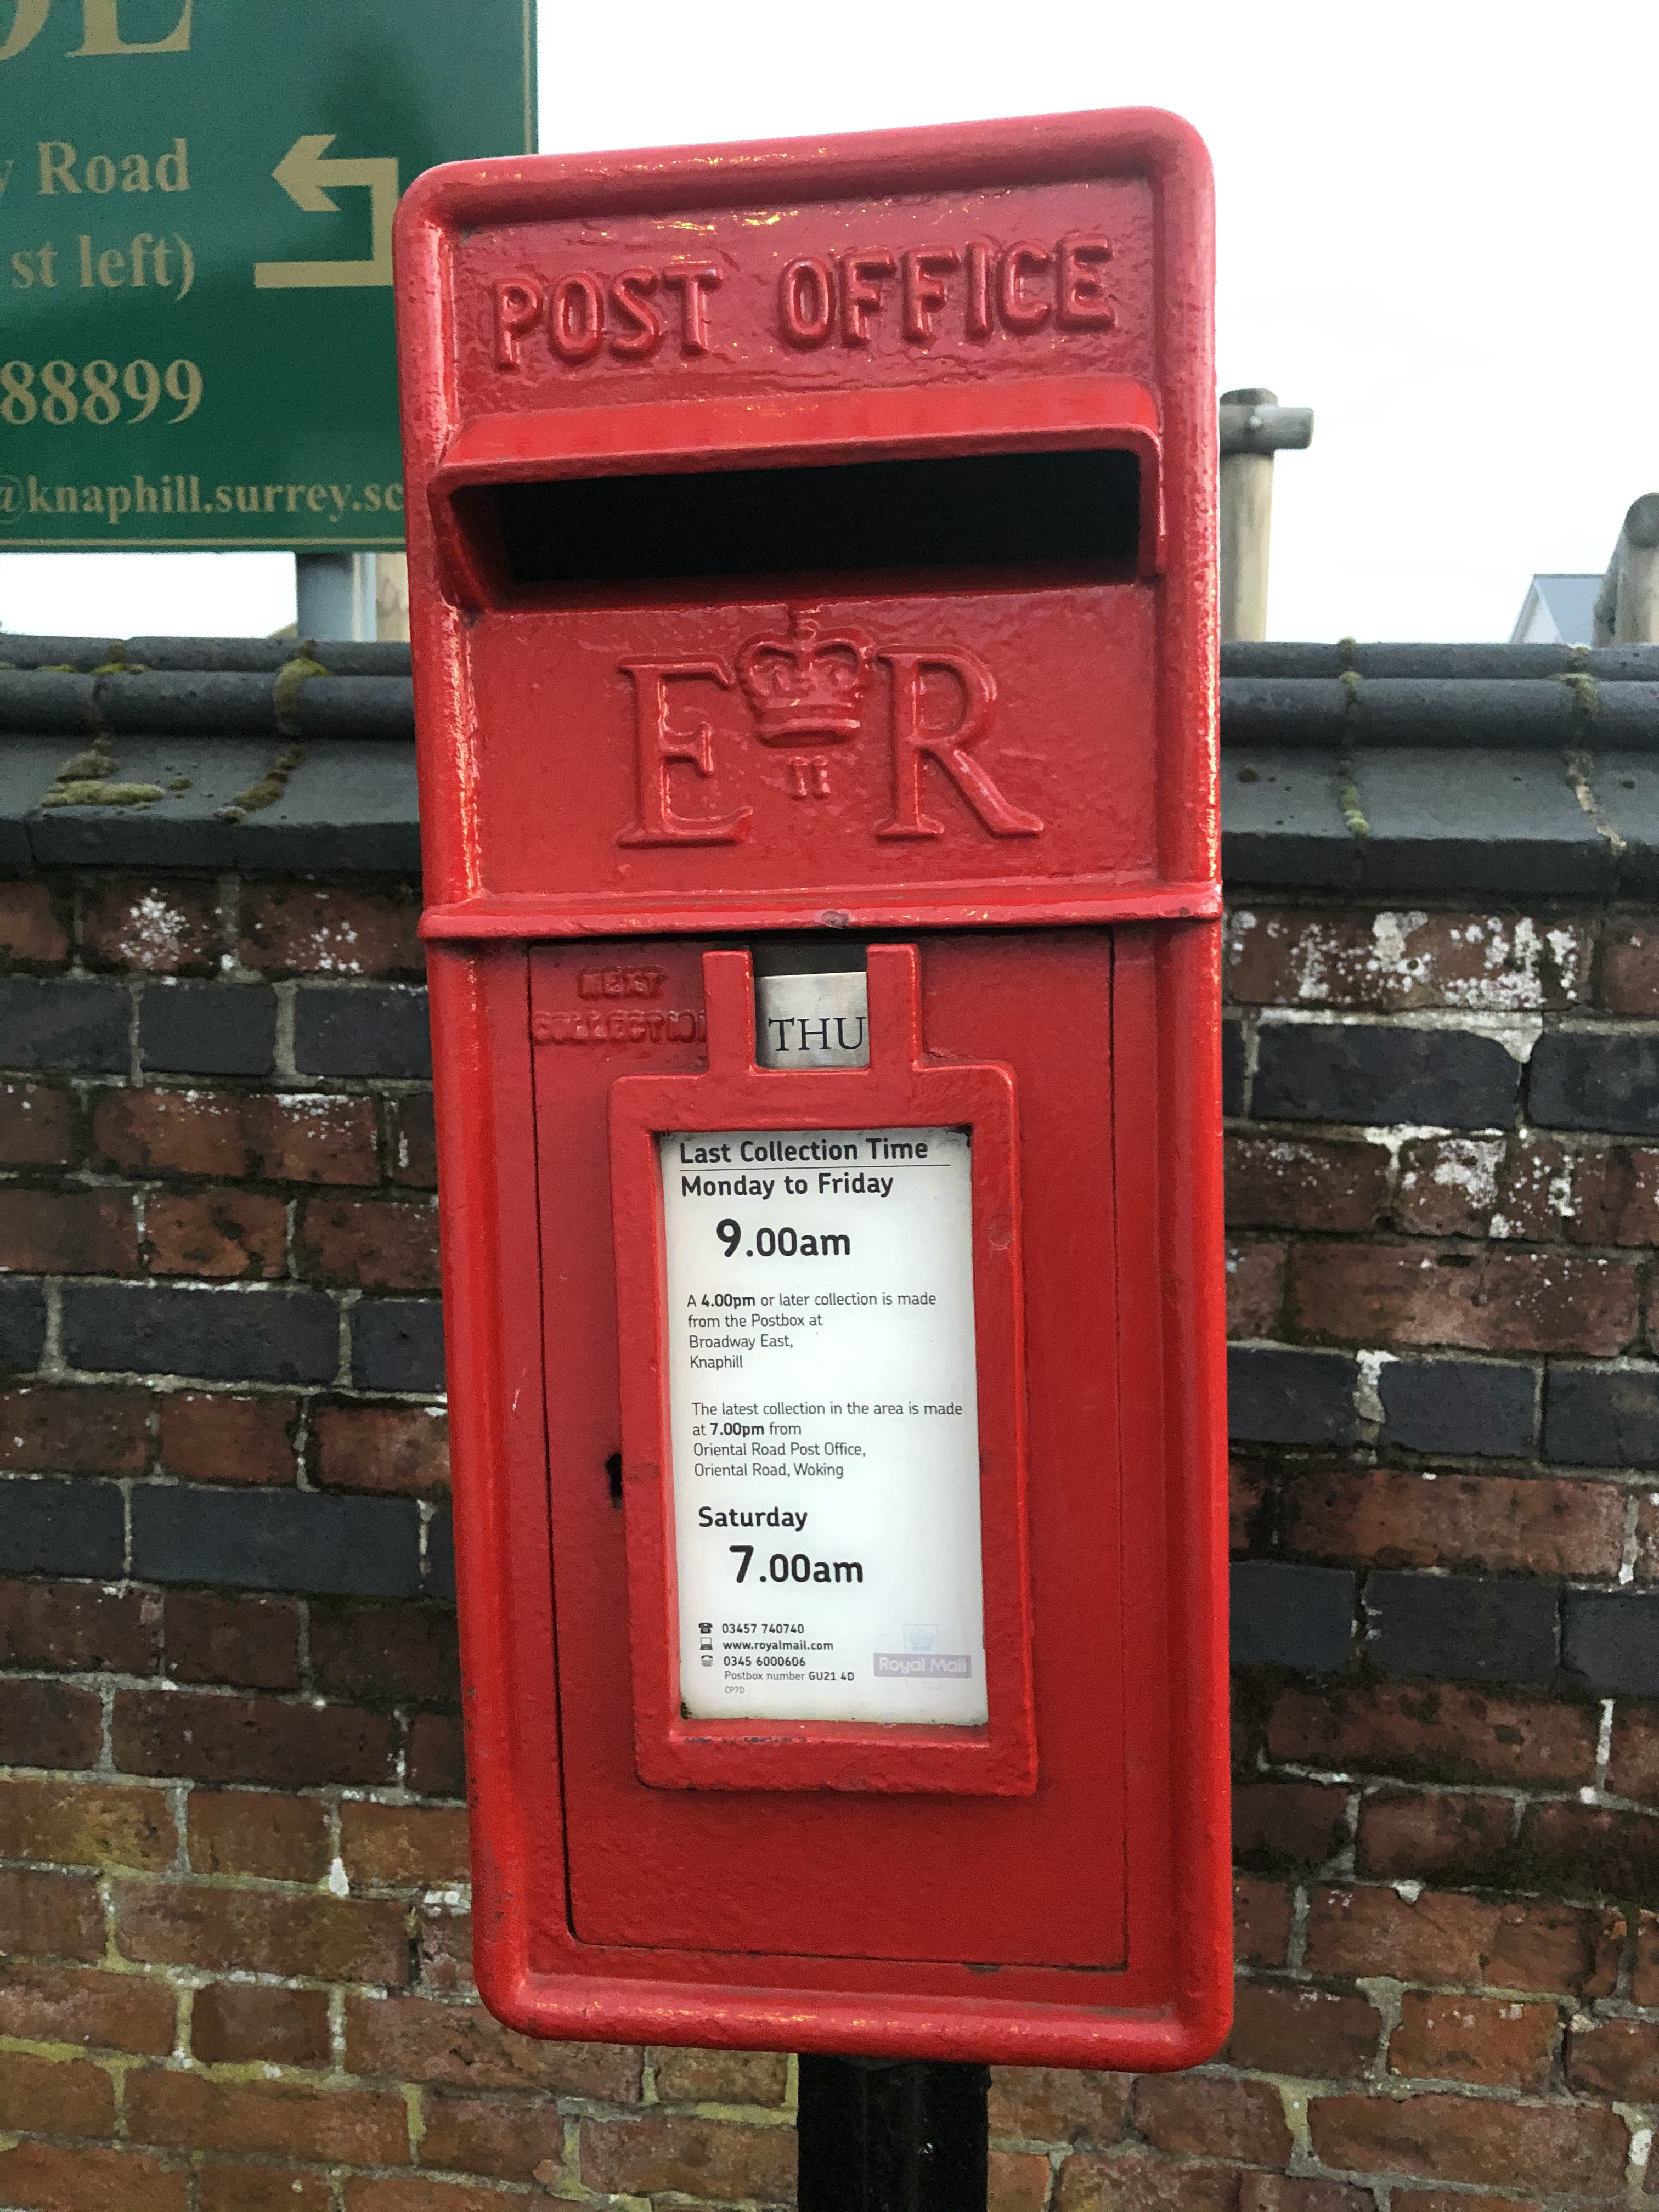 Road
st left)
88899
@knaphill.surrey.sc
POST OFFICE
E R
II
NEXT
COLLECTION
THU
Last Collection Time
Monday to Friday
9.00am
A 4.00pm or later collection is made
from the Postbox at
Broadway East,
Knaphill
The latest collection in the area is made
at 7.00pm from
Oriental Road Post Office,
Oriental Road, Woking
Saturday
7.00am
03457 740740
www.royalmail.com
0345 6000606
Postbox number GU21 4D
CP7D
Royal Mail